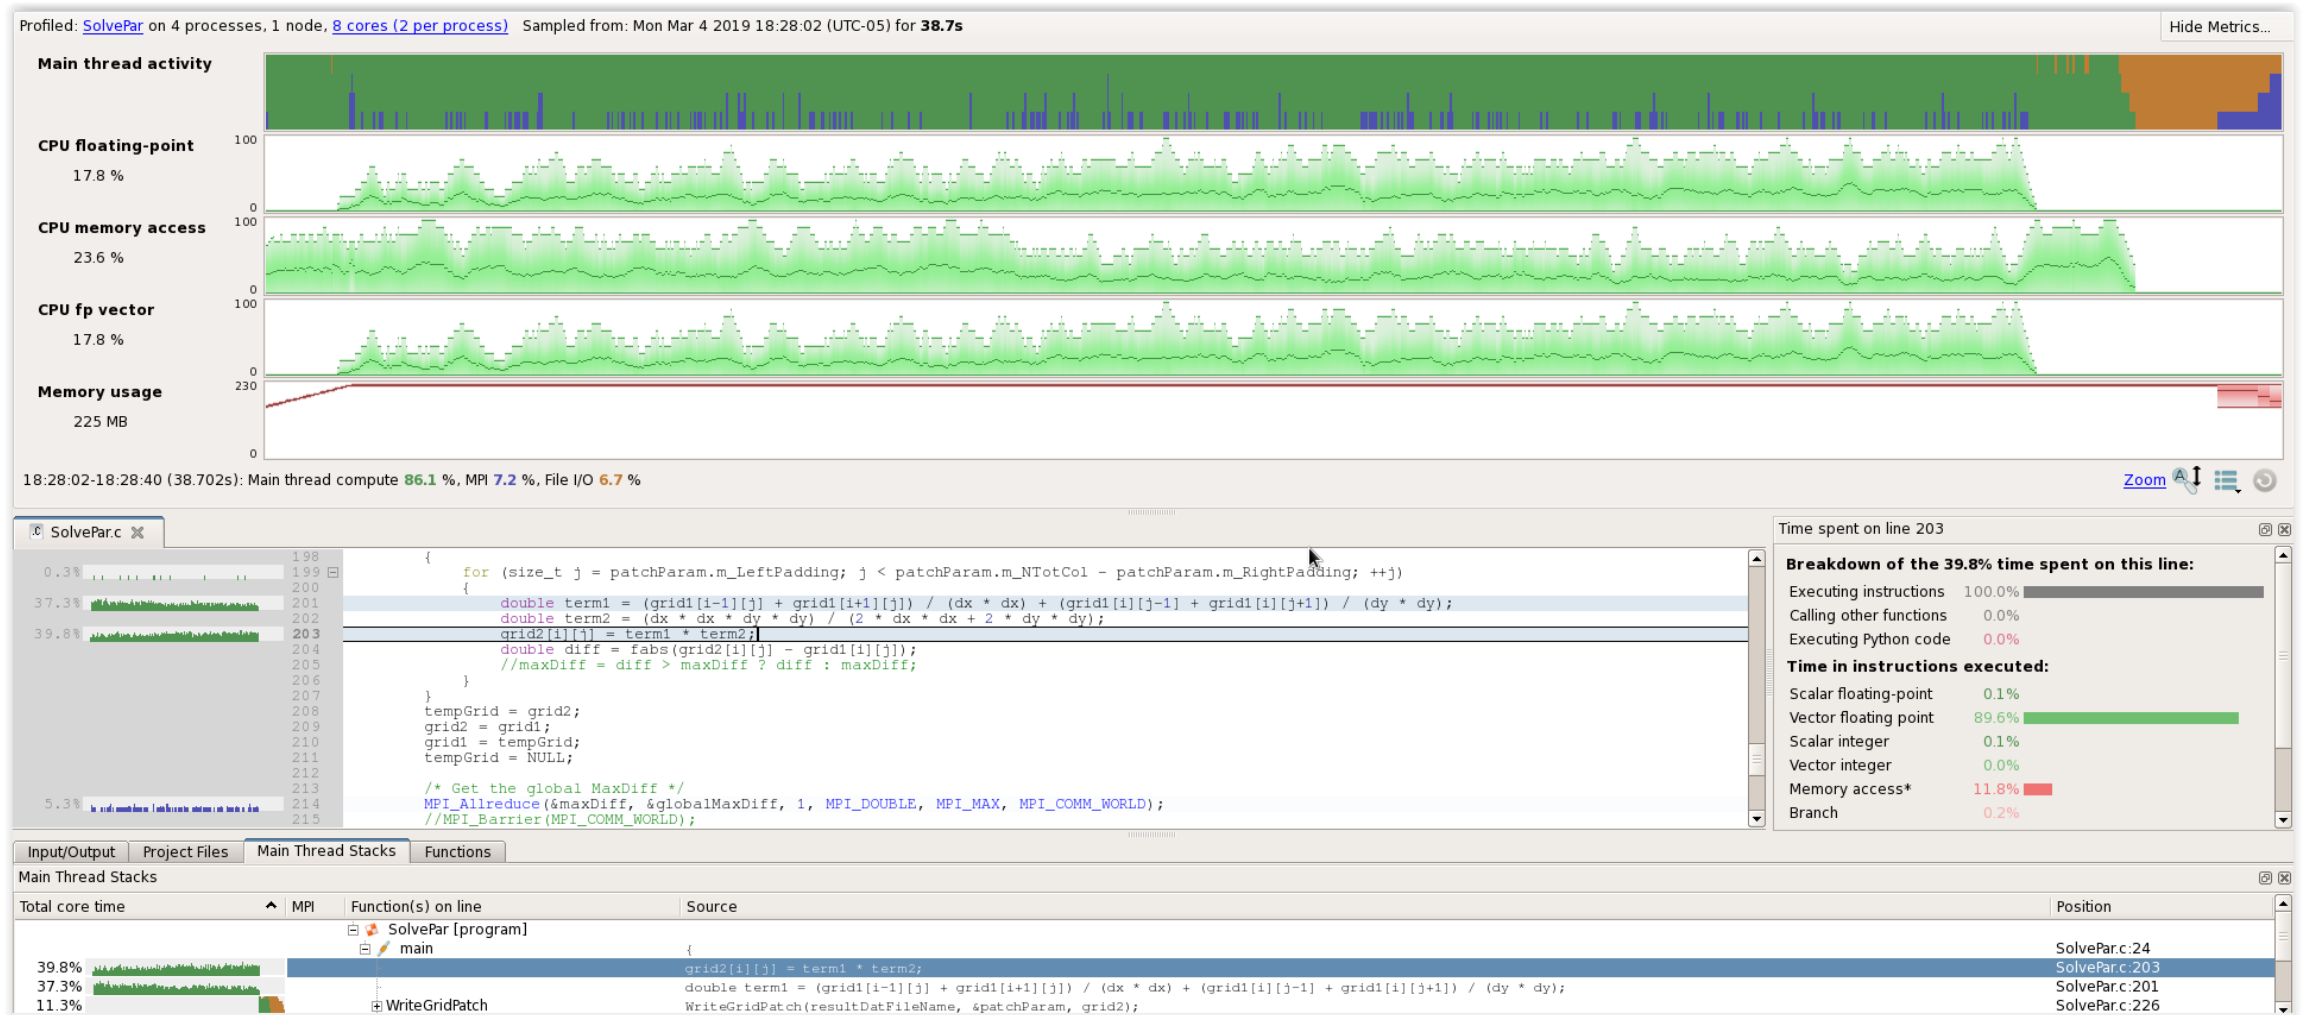 Profiled: SolvePar on 4 processes, 1 node, 8 cores (2 per process) Sampled from: Mon Mar 4 2019 18:28:02 (UTC-05) for 38.7s
Hide Metrics...
Main thread activity
CPU floating-point
17.8 %
100
0
CPU memory access
23.6 %
100
0
CPU fp vector
17.8 %
100
0
Memory usage
225 MB
230
0
18:28:02-18:28:40 (38.702s): Main thread compute 86.1 %, MPI 7.2 %, File I/O 6.7 %
Zoom
SolvePar.c
198 {
0.3% 199 for (size_t j = patchParam.m_LeftPadding; j < patchParam.m_NTotCol - patchParam.m_RightPadding; ++j)
200 {
37.3% 201 double term1 = (grid1[i-1][j] + grid1[i+1][j]) / (dx * dx) + (grid1[i][j-1] + grid1[i][j+1]) / (dy * dy);
202 double term2 = (dx * dx * dy * dy) / (2 * dx * dx + 2 * dy * dy);
39.8% 203 grid2[i][j] = term1 * term2;
204 double diff = fabs(grid2[i][j] - grid1[i][j]);
205 //maxDiff = diff > maxDiff ? diff : maxDiff;
206 }
207 }
208 tempGrid = grid2;
209 grid2 = grid1;
210 grid1 = tempGrid;
211 tempGrid = NULL;
212
213 /* Get the global MaxDiff */
5.3% 214 MPI_Allreduce(&maxDiff, &globalMaxDiff, 1, MPI_DOUBLE, MPI_MAX, MPI_COMM_WORLD);
215 //MPI_Barrier(MPI_COMM_WORLD);
Time spent on line 203
Breakdown of the 39.8% time spent on this line:
Executing instructions 100.0%
Calling other functions 0.0%
Executing Python code 0.0%
Time in instructions executed:
Scalar floating-point 0.1%
Vector floating point 89.6%
Scalar integer 0.1%
Vector integer 0.0%
Memory access* 11.8%
Branch 0.2%
Input/Output Project Files Main Thread Stacks Functions
Main Thread Stacks
Total core time MPI Function(s) on line Source Position
SolvePar [program]
main { SolvePar.c:24
39.8% grid2[i][j] = term1 * term2; SolvePar.c:203
37.3% double term1 = (grid1[i-1][j] + grid1[i+1][j]) / (dx * dx) + (grid1[i][j-1] + grid1[i][j+1]) / (dy * dy); SolvePar.c:201
11.3% WriteGridPatch WriteGridPatch(resultDatFileName, &patchParam, grid2); SolvePar.c:226